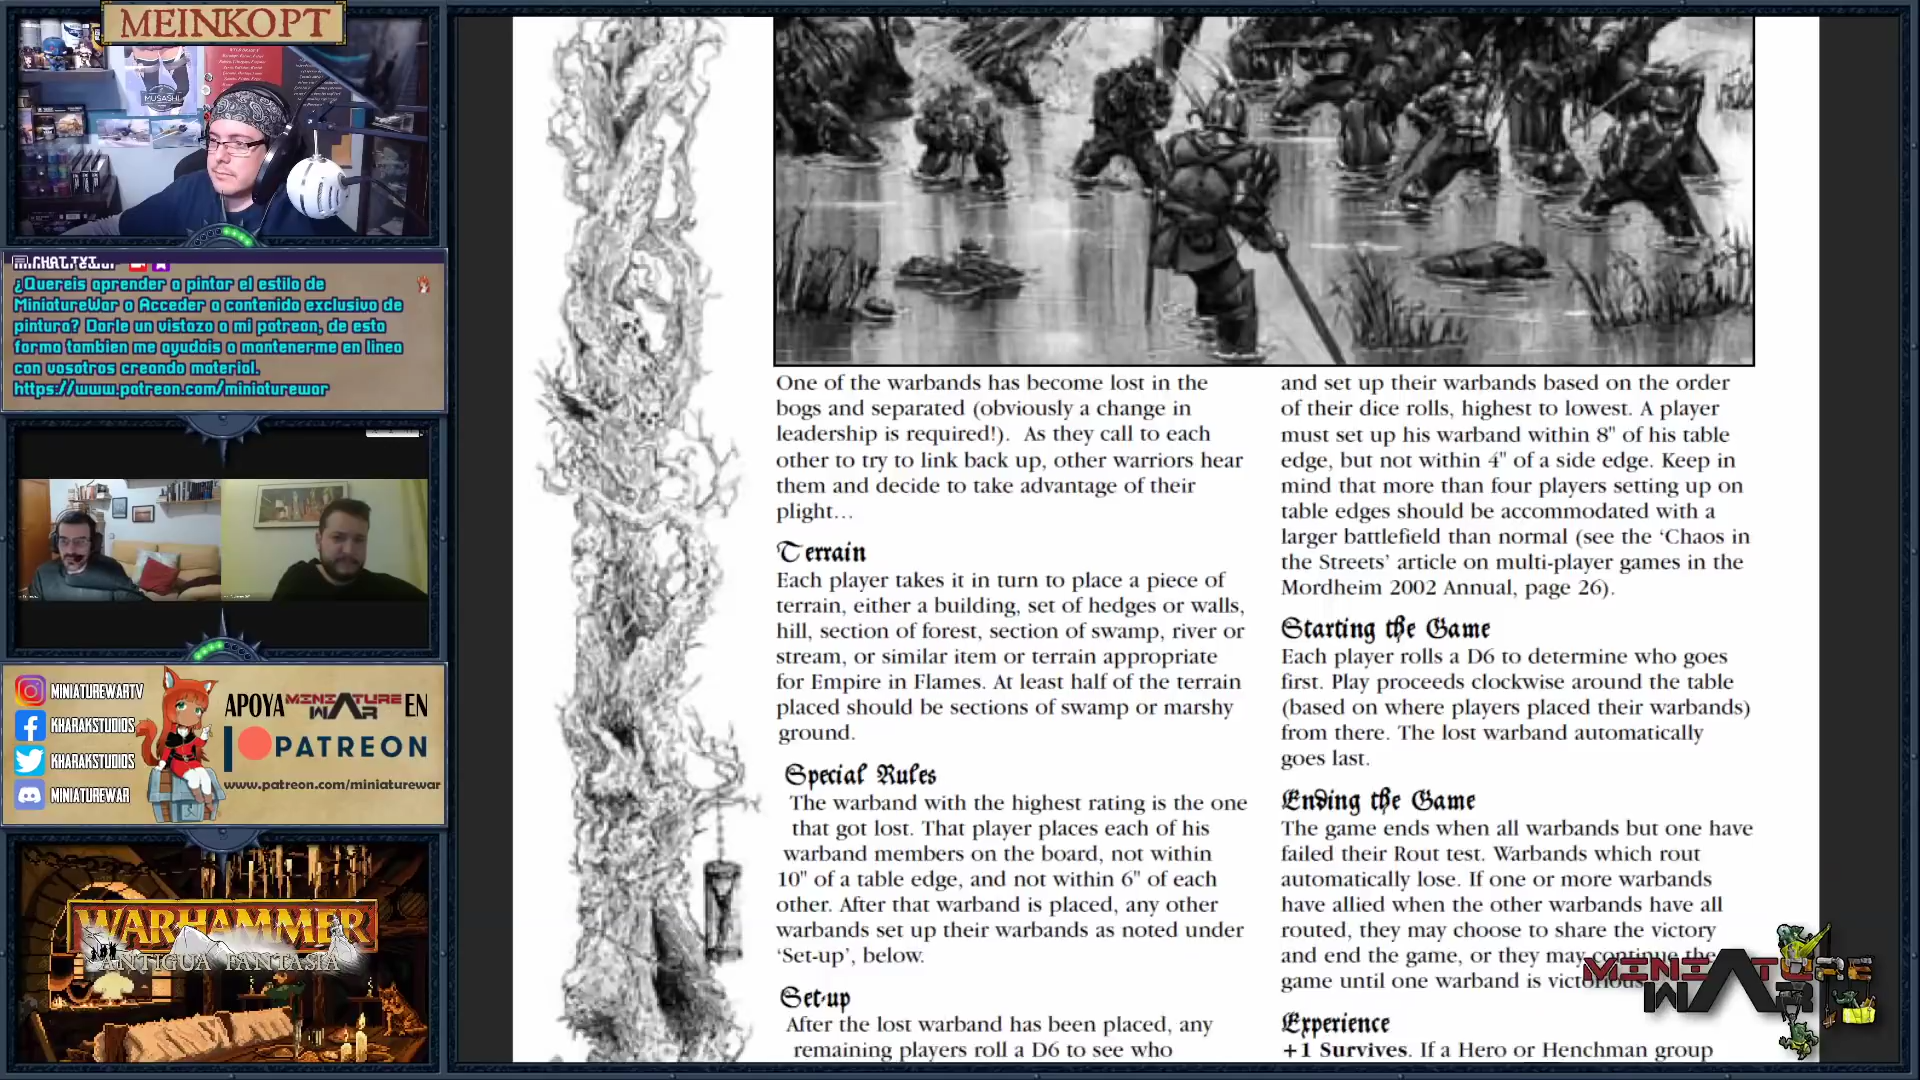 MEINKOPT
MUSASHI
¿Quereis aprender a pintar el estilo de
MiniatureWar o Acceder a contenido exclusivo de
pintura? Darle un vistazo a mi patreon, de esta
forma tambien me ayudais a mantenerme en linea
con vosotros creando material.
https://www.patreon.com/miniaturewar
MINIATUREWARTV
KHARAKSTUDIOS
KHARAKSTUDIOS
MINIATUREWAR
APOYA MINIATURE WAR EN
PATREON
www.patreon.com/miniaturewar
WARHAMMER
ANTIGUA FANTASIA
One of the warbands has become lost in the
bogs and separated (obviously a change in
leadership is required!). As they call to each
other to try to link back up, other warriors hear
them and decide to take advantage of their
plight…
Terrain
Each player takes it in turn to place a piece of
terrain, either a building, set of hedges or walls,
hill, section of forest, section of swamp, river or
stream, or similar item or terrain appropriate
for Empire in Flames. At least half of the terrain
placed should be sections of swamp or marshy
ground.
Special Rules
The warband with the highest rating is the one
that got lost. That player places each of his
warband members on the board, not within
10" of a table edge, and not within 6" of each
other. After that warband is placed, any other
warbands set up their warbands as noted under
‘Set-up’, below.
Set-up
After the lost warband has been placed, any
remaining players roll a D6 to see who
and set up their warbands based on the order
of their dice rolls, highest to lowest. A player
must set up his warband within 8" of his table
edge, but not within 4" of a side edge. Keep in
mind that more than four players setting up on
table edges should be accommodated with a
larger battlefield than normal (see the ‘Chaos in
the Streets’ article on multi-player games in the
Mordheim 2002 Annual, page 26).
Starting the Game
Each player rolls a D6 to determine who goes
first. Play proceeds clockwise around the table
(based on where players placed their warbands)
from there. The lost warband automatically
goes last.
Ending the Game
The game ends when all warbands but one have
failed their Rout test. Warbands which rout
automatically lose. If one or more warbands
have allied when the other warbands have all
routed, they may choose to share the victory
and end the game, or they may continue the
game until one warband is victorious.
Experience
+1 Survives. If a Hero or Henchman group
MINIATURE
WAR